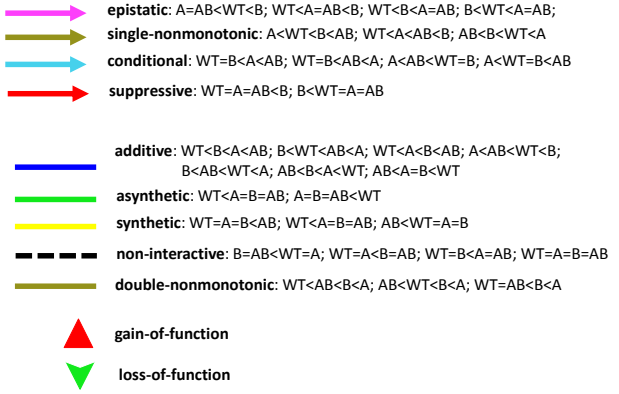 epistatic: A=AB<WT<B; WT<A=AB<B; WT<B<A=AB; B<WT<A=AB;
single-nonmonotonic: A<WT<B<AB; WT<A<AB<B; AB<B<WT<A
conditional: WT=B<A<AB; WT=B<AB<A; A<AB<WT=B; A<WT=B<AB
suppressive: WT=A=AB<B; B<WT=A=AB
additive: WT<B<A<AB; B<WT<AB<A; WT<A<B<AB; A<AB<WT<B;
B<AB<WT<A; AB<B<A<WT; AB<A=B<WT
asynthetic: WT<A=B=AB; A=B=AB<WT
synthetic: WT=A=B<AB; WT<A=B=AB; AB<WT=A=B
non-interactive: B=AB<WT=A; WT=A<B=AB; WT=B<A=AB; WT=A=B=AB
double-nonmonotonic: WT<AB<B<A; AB<WT<B<A; WT=AB<B<A
gain-of-function
loss-of-function